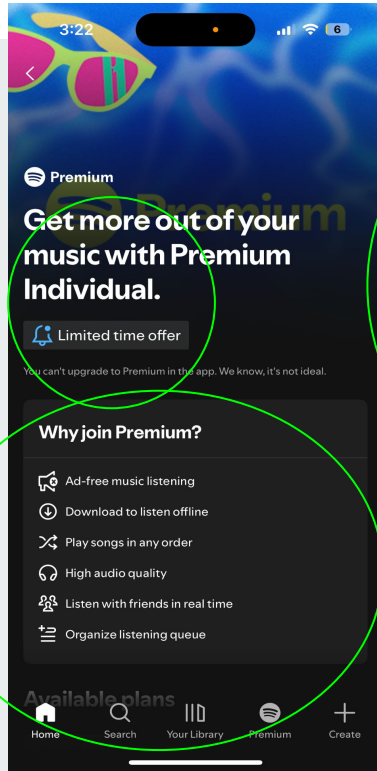 3:22
6
Premium
Premium
Get more out of your
music with Premium
Individual.
Limited time offer
You can't upgrade to Premium in the app. We know, it's not ideal.
Why join Premium?
Ad-free music listening
Download to listen offline
Play songs in any order
High audio quality
Listen with friends in real time
Organize listening queue
Available plans
Home
Search
Your Library
Premium
Create